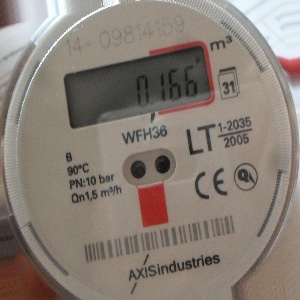 14- 09814159
m³
0.166
31
WFH36
LT 1-2035
2005
B
90°C
PN:10 bar
Qn1,5 m³/h
CE
AXISindustries